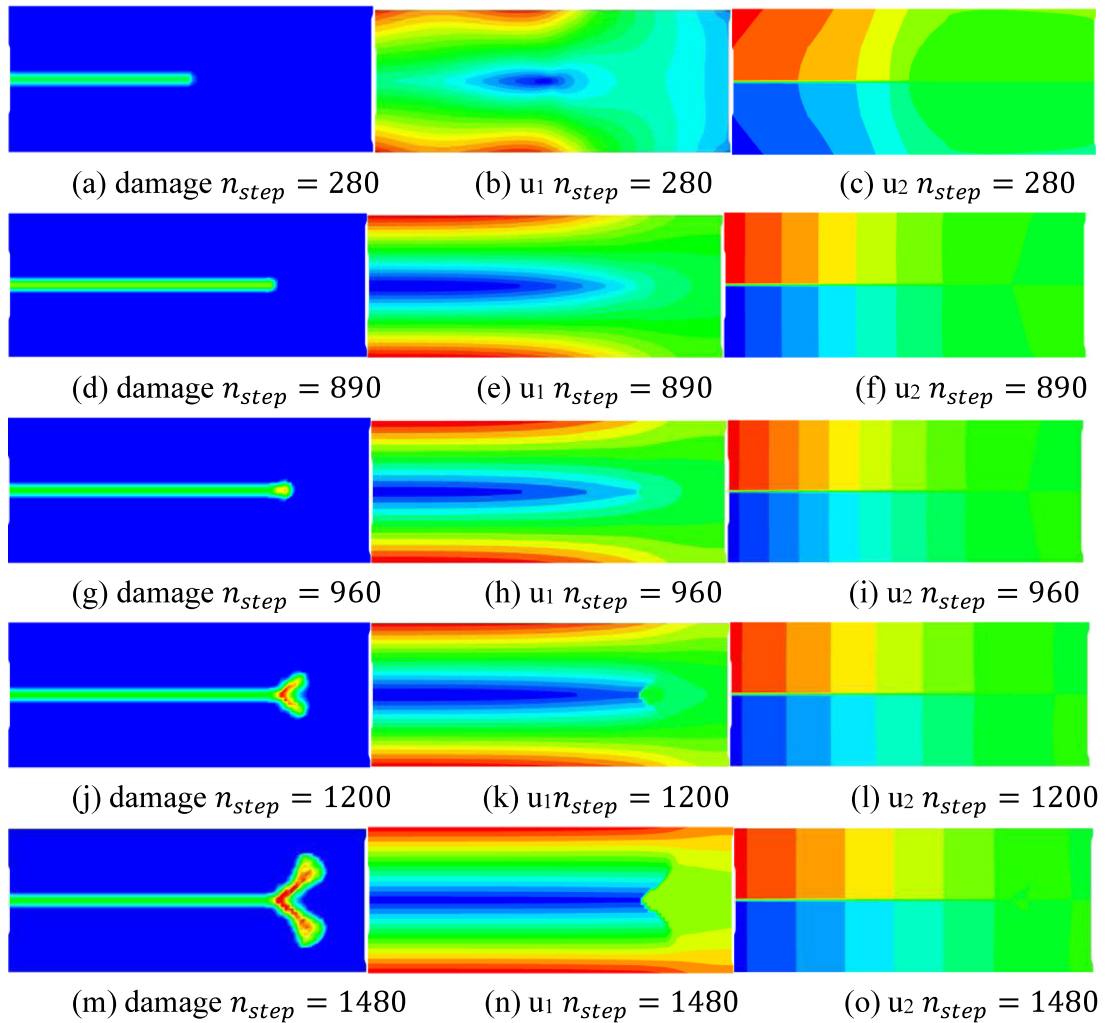 (a) damage n_step = 280 (b) u₁ n_step = 280 (c) u₂ n_step = 280
(d) damage n_step = 890 (e) u₁ n_step = 890 (f) u₂ n_step = 890
(g) damage n_step = 960 (h) u₁ n_step = 960 (i) u₂ n_step = 960
(j) damage n_step = 1200 (k) u₁n_step = 1200 (l) u₂ n_step = 1200
(m) damage n_step = 1480 (n) u₁ n_step = 1480 (o) u₂ n_step = 1480